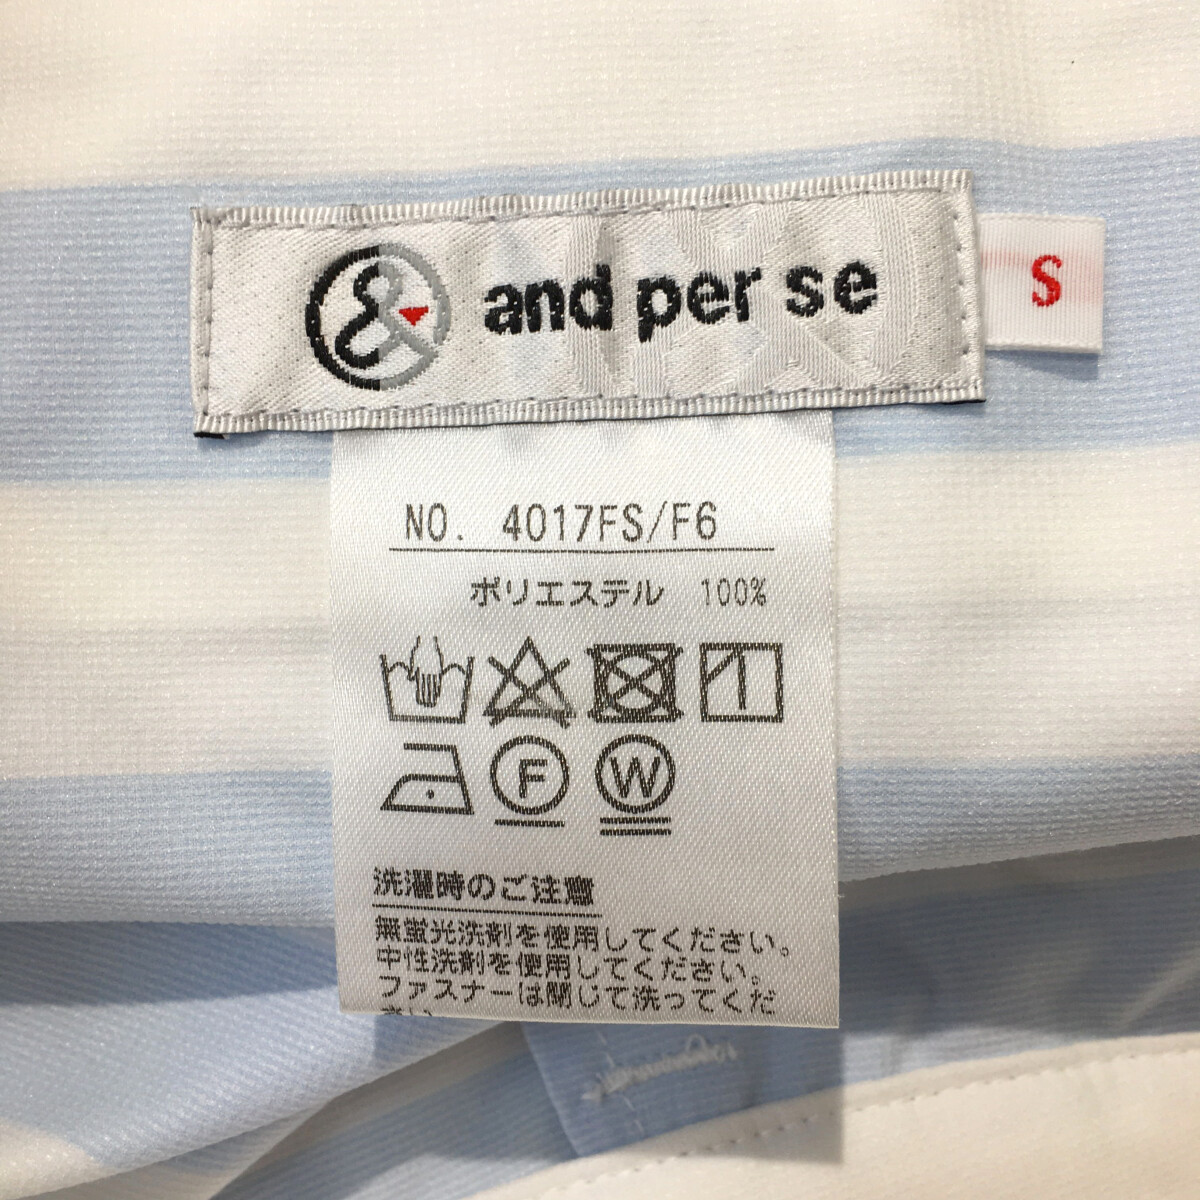 and per se
S
NO. 4017FS/F6
ポリエステル 100%
F
W
洗濯時のご注意
無蛍光洗剤を使用してください。
中性洗剤を使用してください。
ファスナーは閉じて洗ってくだ
さい。